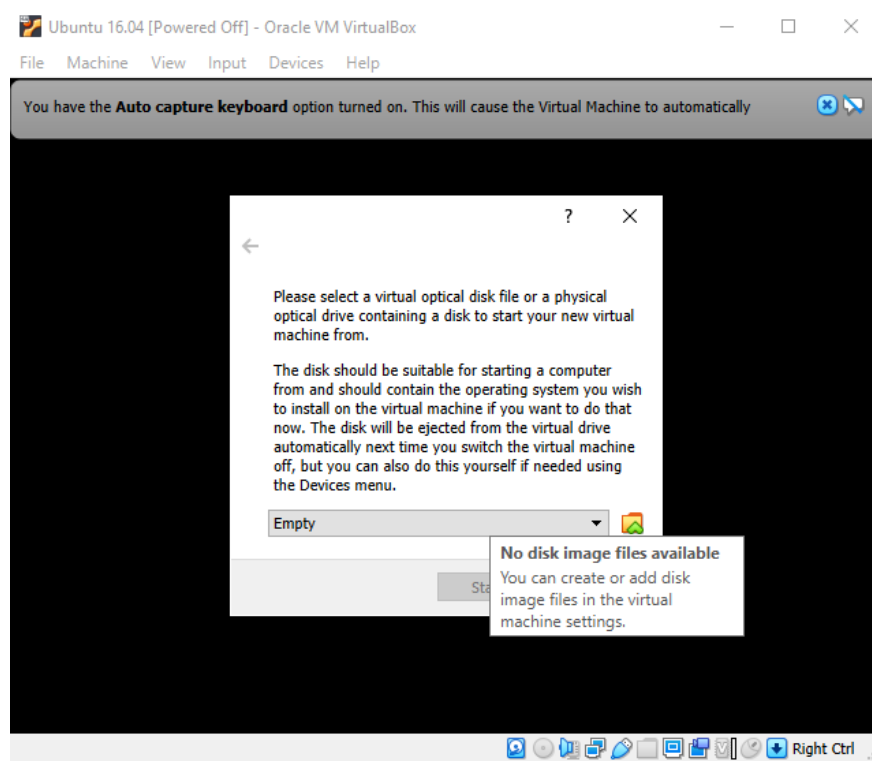 Ubuntu 16.04 [Powered Off] - Oracle VM VirtualBox
File Machine View Input Devices Help
You have the Auto capture keyboard option turned on. This will cause the Virtual Machine to automatically
?
Please select a virtual optical disk file or a physical
optical drive containing a disk to start your new virtual
machine from.
The disk should be suitable for starting a computer
from and should contain the operating system you wish
to install on the virtual machine if you want to do that
now. The disk will be ejected from the virtual drive
automatically next time you switch the virtual machine
off, but you can also do this yourself if needed using
the Devices menu.
Empty
No disk image files available
You can create or add disk
image files in the virtual
machine settings.
Right Ctrl